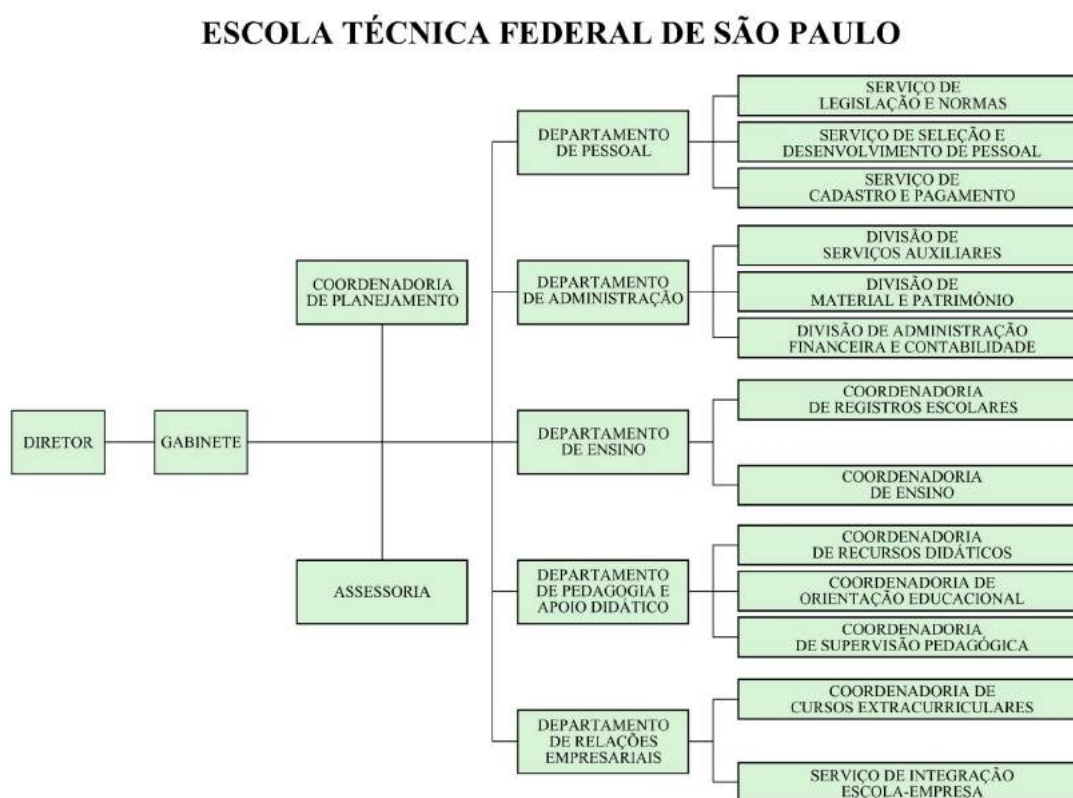 ESCOLA TÉCNICA FEDERAL DE SÃO PAULO
DIRETOR
GABINETE
COORDENADORIA
DE PLANEJAMENTO
ASSESSORIA
DEPARTAMENTO
DE PESSOAL
SERVIÇO DE
LEGISLAÇÃO E NORMAS
SERVIÇO DE SELEÇÃO E
DESENVOLVIMENTO DE PESSOAL
SERVIÇO DE
CADASTRO E PAGAMENTO
DEPARTAMENTO
DE ADMINISTRAÇÃO
DIVISÃO DE
SERVIÇOS AUXILIARES
DIVISÃO DE
MATERIAL E PATRIMÔNIO
DIVISÃO DE ADMINISTRAÇÃO
FINANCEIRA E CONTABILIDADE
DEPARTAMENTO
DE ENSINO
COORDENADORIA
DE REGISTROS ESCOLARES
COORDENADORIA
DE ENSINO
DEPARTAMENTO
DE PEDAGOGIA E
APOIO DIDÁTICO
COORDENADORIA
DE RECURSOS DIDÁTICOS
COORDENADORIA DE
ORIENTAÇÃO EDUCACIONAL
COORDENADORIA
DE SUPERVISÃO PEDAGÓGICA
DEPARTAMENTO
DE RELAÇÕES
EMPRESARIAIS
COORDENADORIA DE
CURSOS EXTRACURRICULARES
SERVIÇO DE INTEGRAÇÃO
ESCOLA-EMPRESA